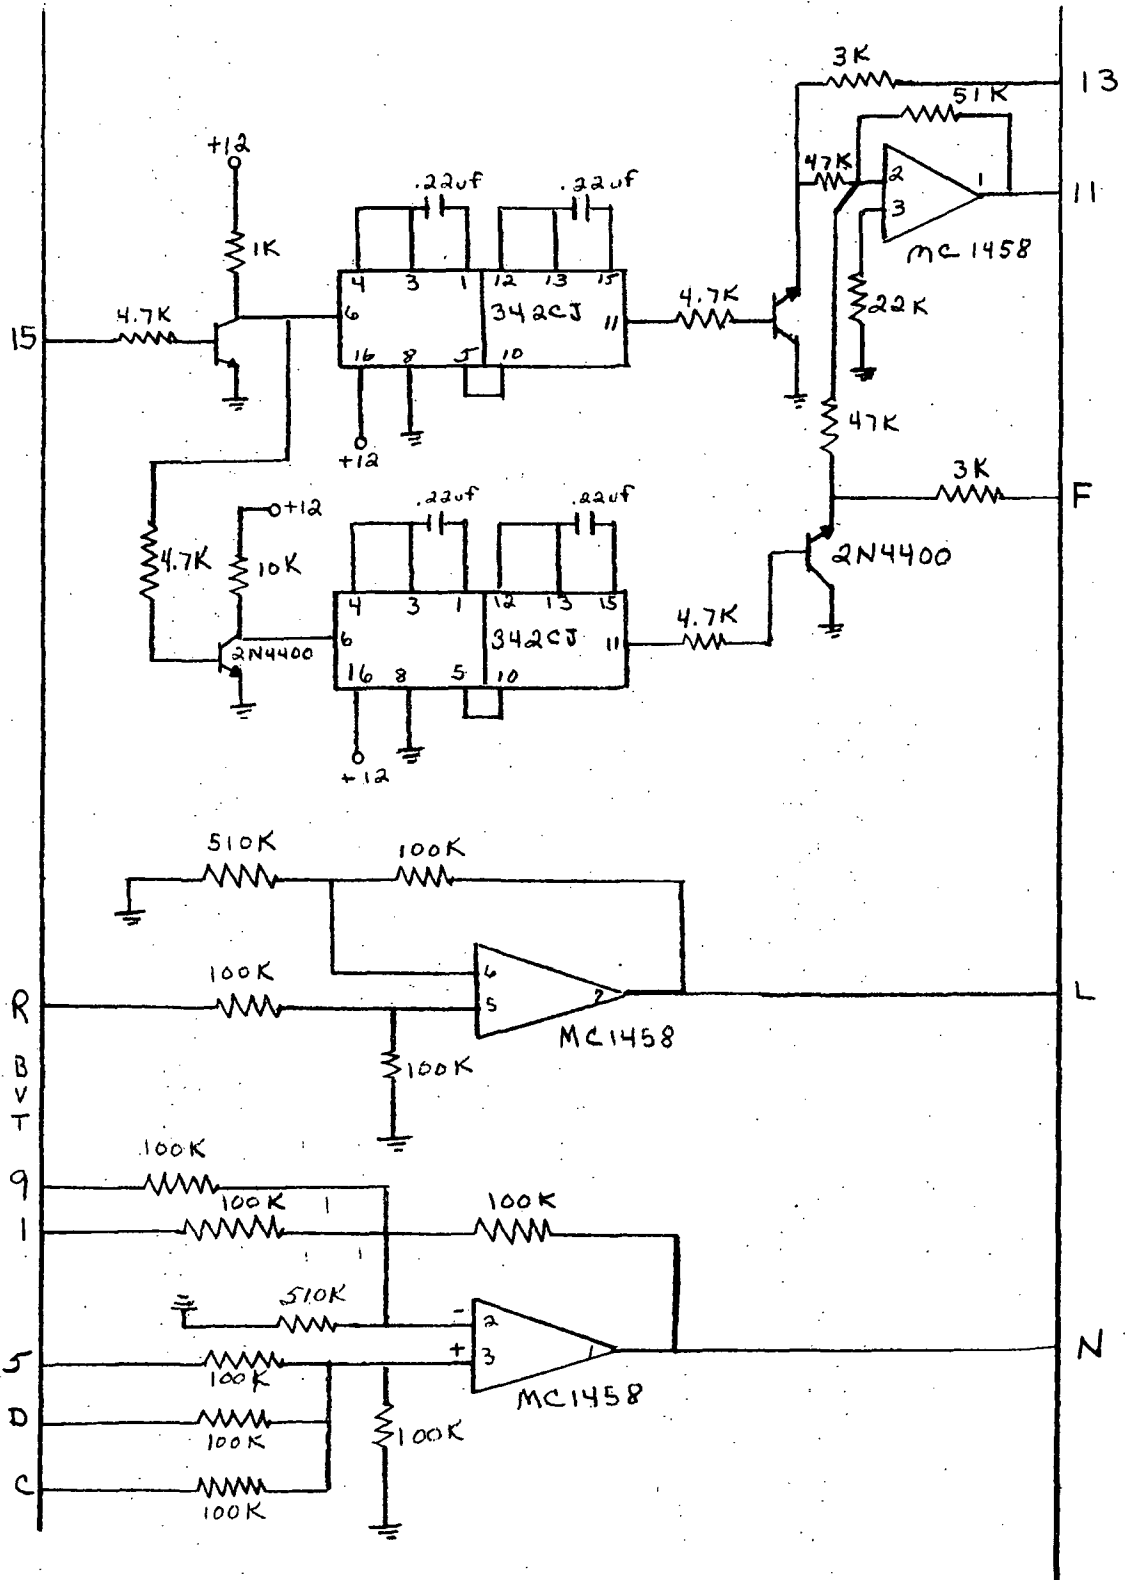 3K
13
51K
+12
47K
2
1
11
.22uf
.22uf
3
MC 1458
1K
4
3
1
12
13
15
4.7K
6
342CJ
11
4.7K
22K
15
16
8
5
10
47K
+12
3K
F
.22uf
.22uf
+12
4.7K
10K
2N4400
4
3
1
12
13
15
4.7K
2N4400
6
342CJ
11
16
8
5
10
+12
510K
100K
100K
6
R
5
7
L
MC1458
B
100K
V
T
100K
9
100K
100K
1
510K
-
2
+
3
1
N
5
100K
MC1458
D
100K
100K
C
100K